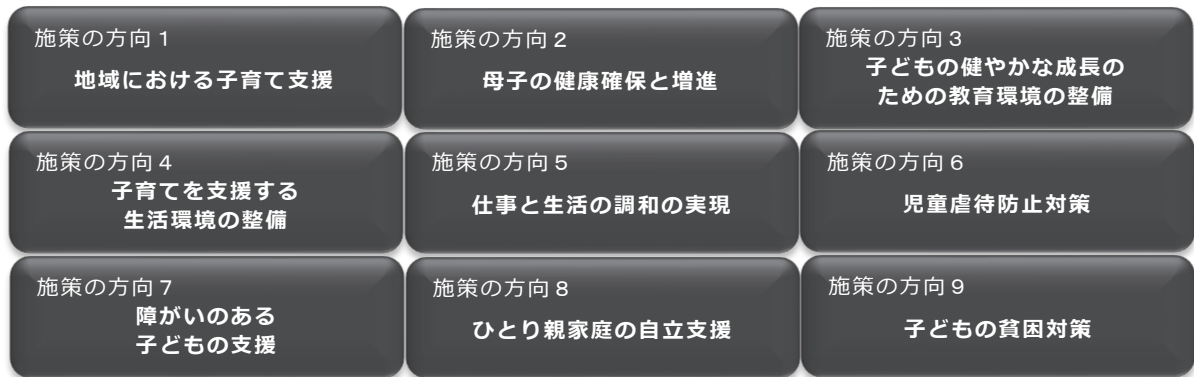 施策の方向１
地域における子育て支援
施策の方向２
母子の健康確保と増進
施策の方向３
子どもの健やかな成長の
ための教育環境の整備
施策の方向４
子育てを支援する
生活環境の整備
施策の方向５
仕事と生活の調和の実現
施策の方向６
児童虐待防止対策
施策の方向７
障がいのある
子どもの支援
施策の方向８
ひとり親家庭の自立支援
施策の方向９
子どもの貧困対策